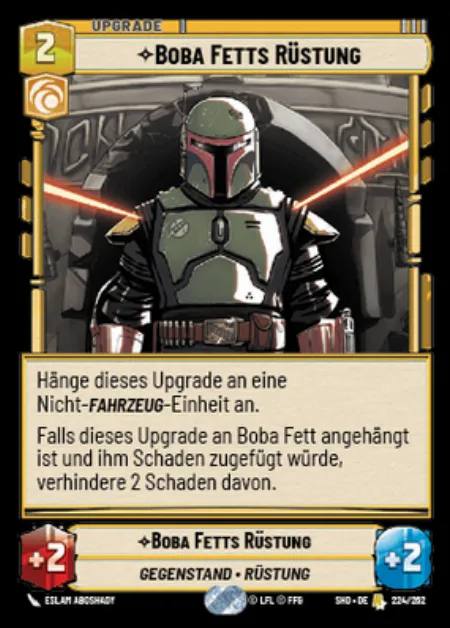 UPGRADE
2
BOBA FETTS RÜSTUNG
Hänge dieses Upgrade an eine
Nicht-FAHRZEUG-Einheit an.
Falls dieses Upgrade an Boba Fett angehängt
ist und ihm Schaden zugefügt würde,
verhindere 2 Schaden davon.
BOBA FETTS RÜSTUNG
+2
+2
GEGENSTAND • RÜSTUNG
ESLAM ABOSHADY
© LFL © FFG
SHD • DE
224/262